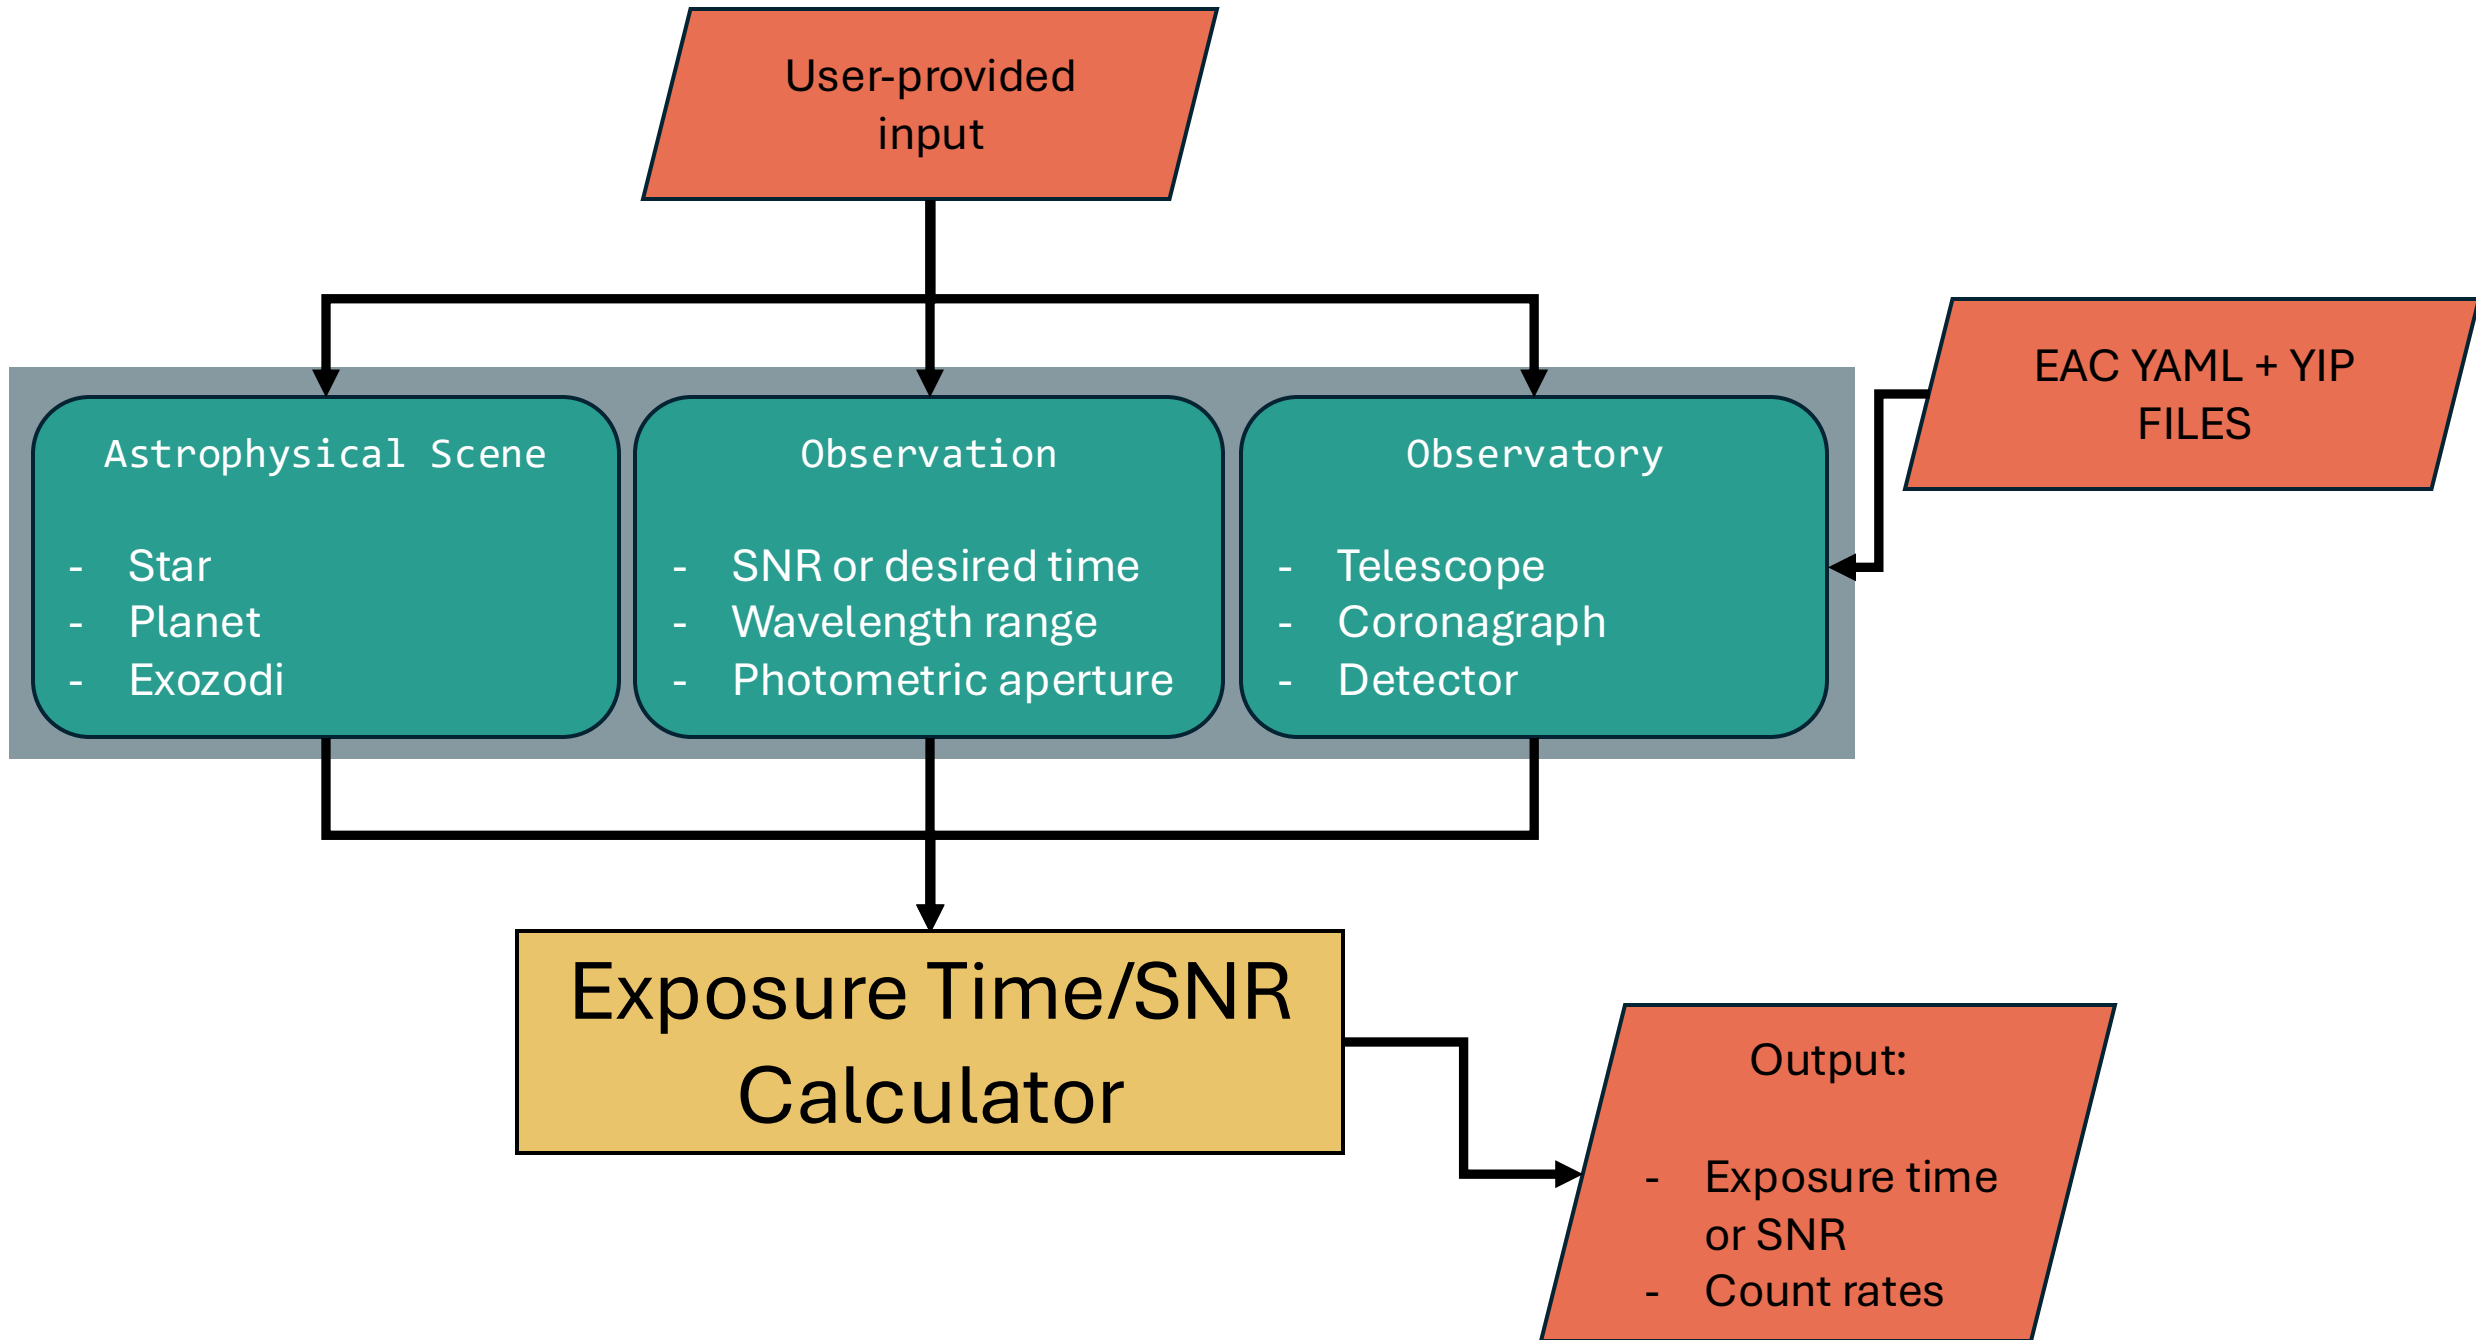 User-provided
input
EAC YAML + YIP
FILES
Astrophysical Scene
- Star
- Planet
- Exozodi
Observation
- SNR or desired time
- Wavelength range
- Photometric aperture
Observatory
- Telescope
- Coronagraph
- Detector
Exposure Time/SNR
Calculator
Output:
- Exposure time
or SNR
- Count rates